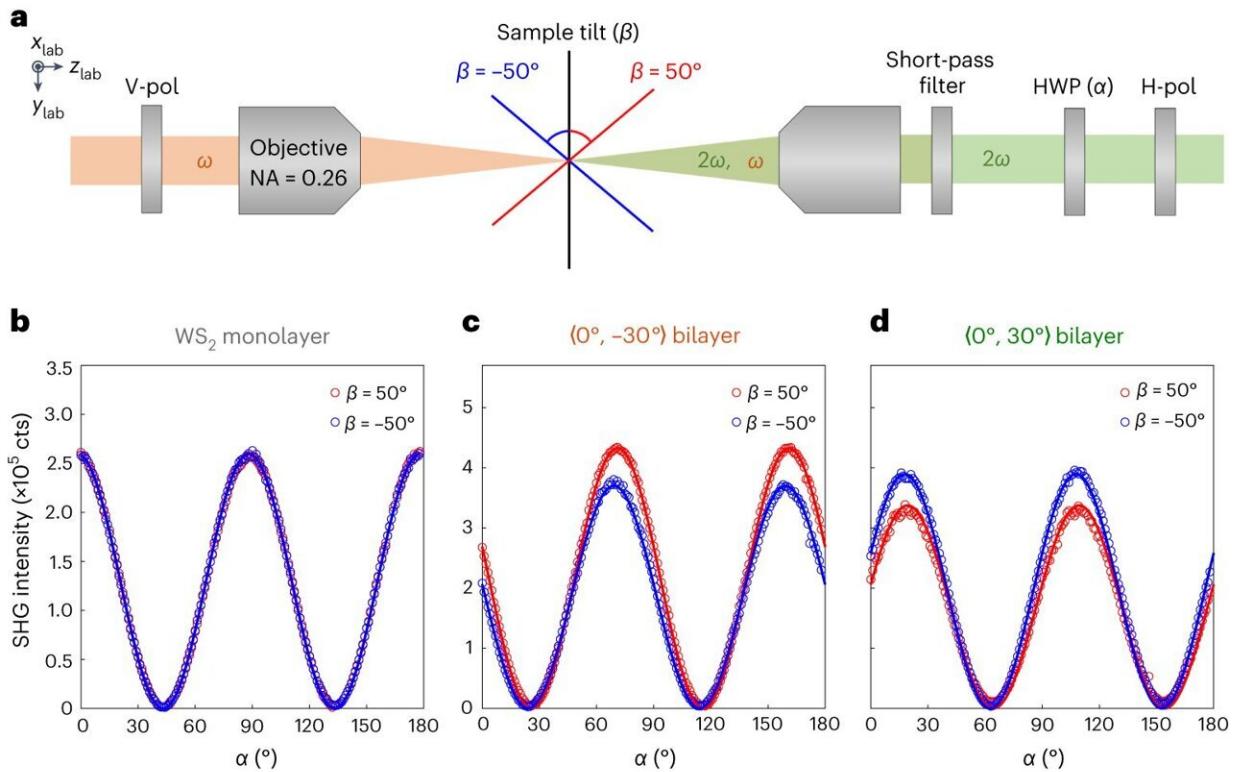 a
x_lab
z_lab
y_lab
V-pol
ω
Objective
NA = 0.26
Sample tilt (β)
β = –50°
β = 50°
2ω, ω
Short-pass
filter
2ω
HWP (α)
H-pol
b
WS₂ monolayer
SHG intensity (×10⁵ cts)
3.5
3.0
2.5
2.0
1.5
1.0
0.5
0
β = 50°
β = –50°
0 30 60 90 120 150 180
α (°)
c
⟨0°, –30°⟩ bilayer
5
4
3
2
1
0
β = 50°
β = –50°
0 30 60 90 120 150 180
α (°)
d
⟨0°, 30°⟩ bilayer
β = 50°
β = –50°
0 30 60 90 120 150 180
α (°)